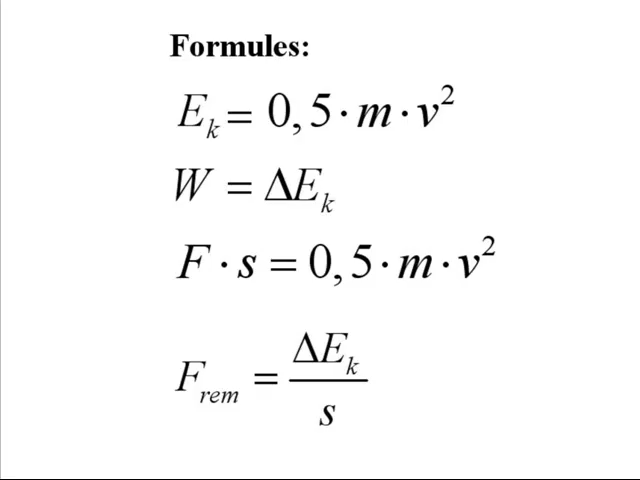 Formules:
E_k = 0,5 · m · v²
W = ΔE_k
F · s = 0,5 · m · v²
F_rem = ΔE_k / s